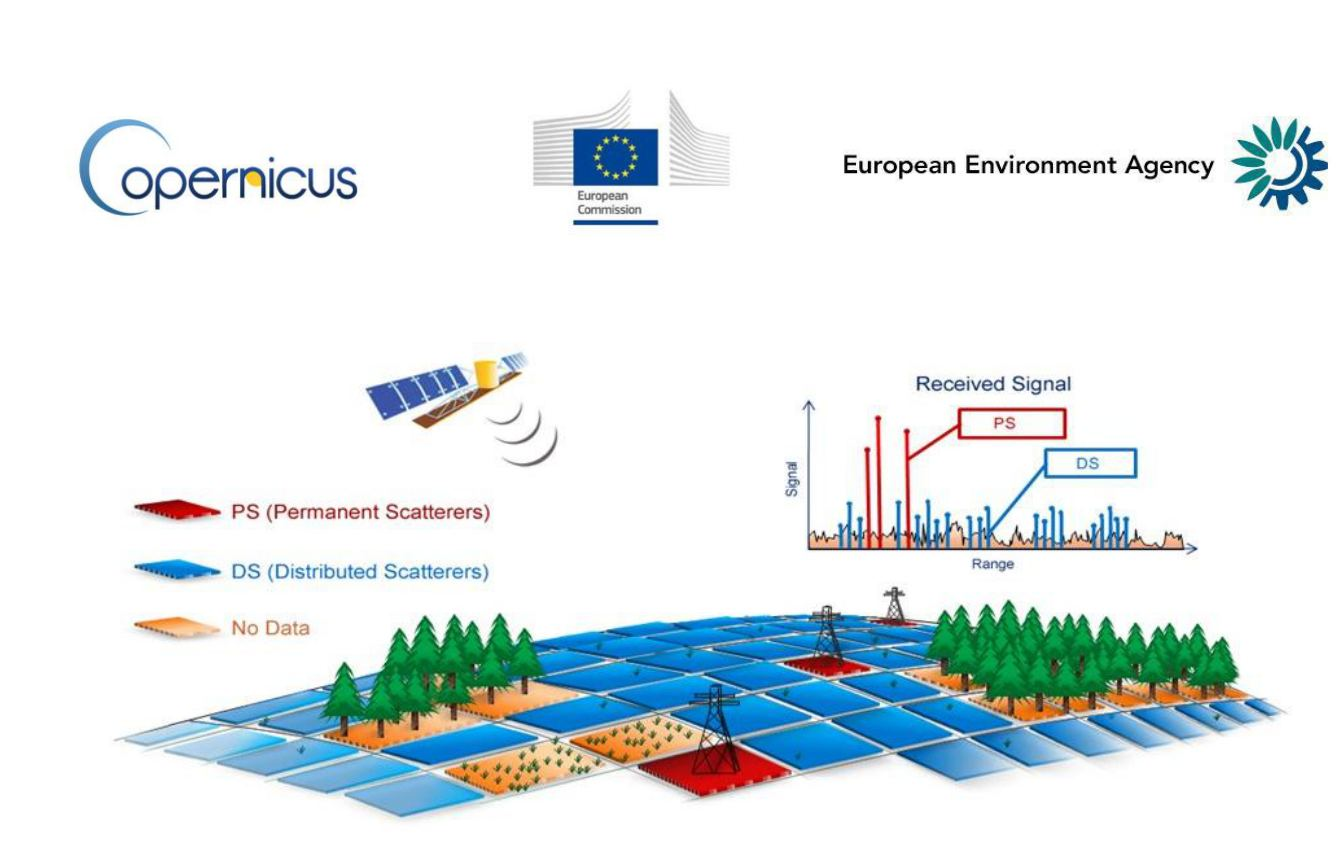 Copernicus
European
Commission
European Environment Agency
Received Signal
PS
DS
Signal
Range
PS (Permanent Scatterers)
DS (Distributed Scatterers)
No Data